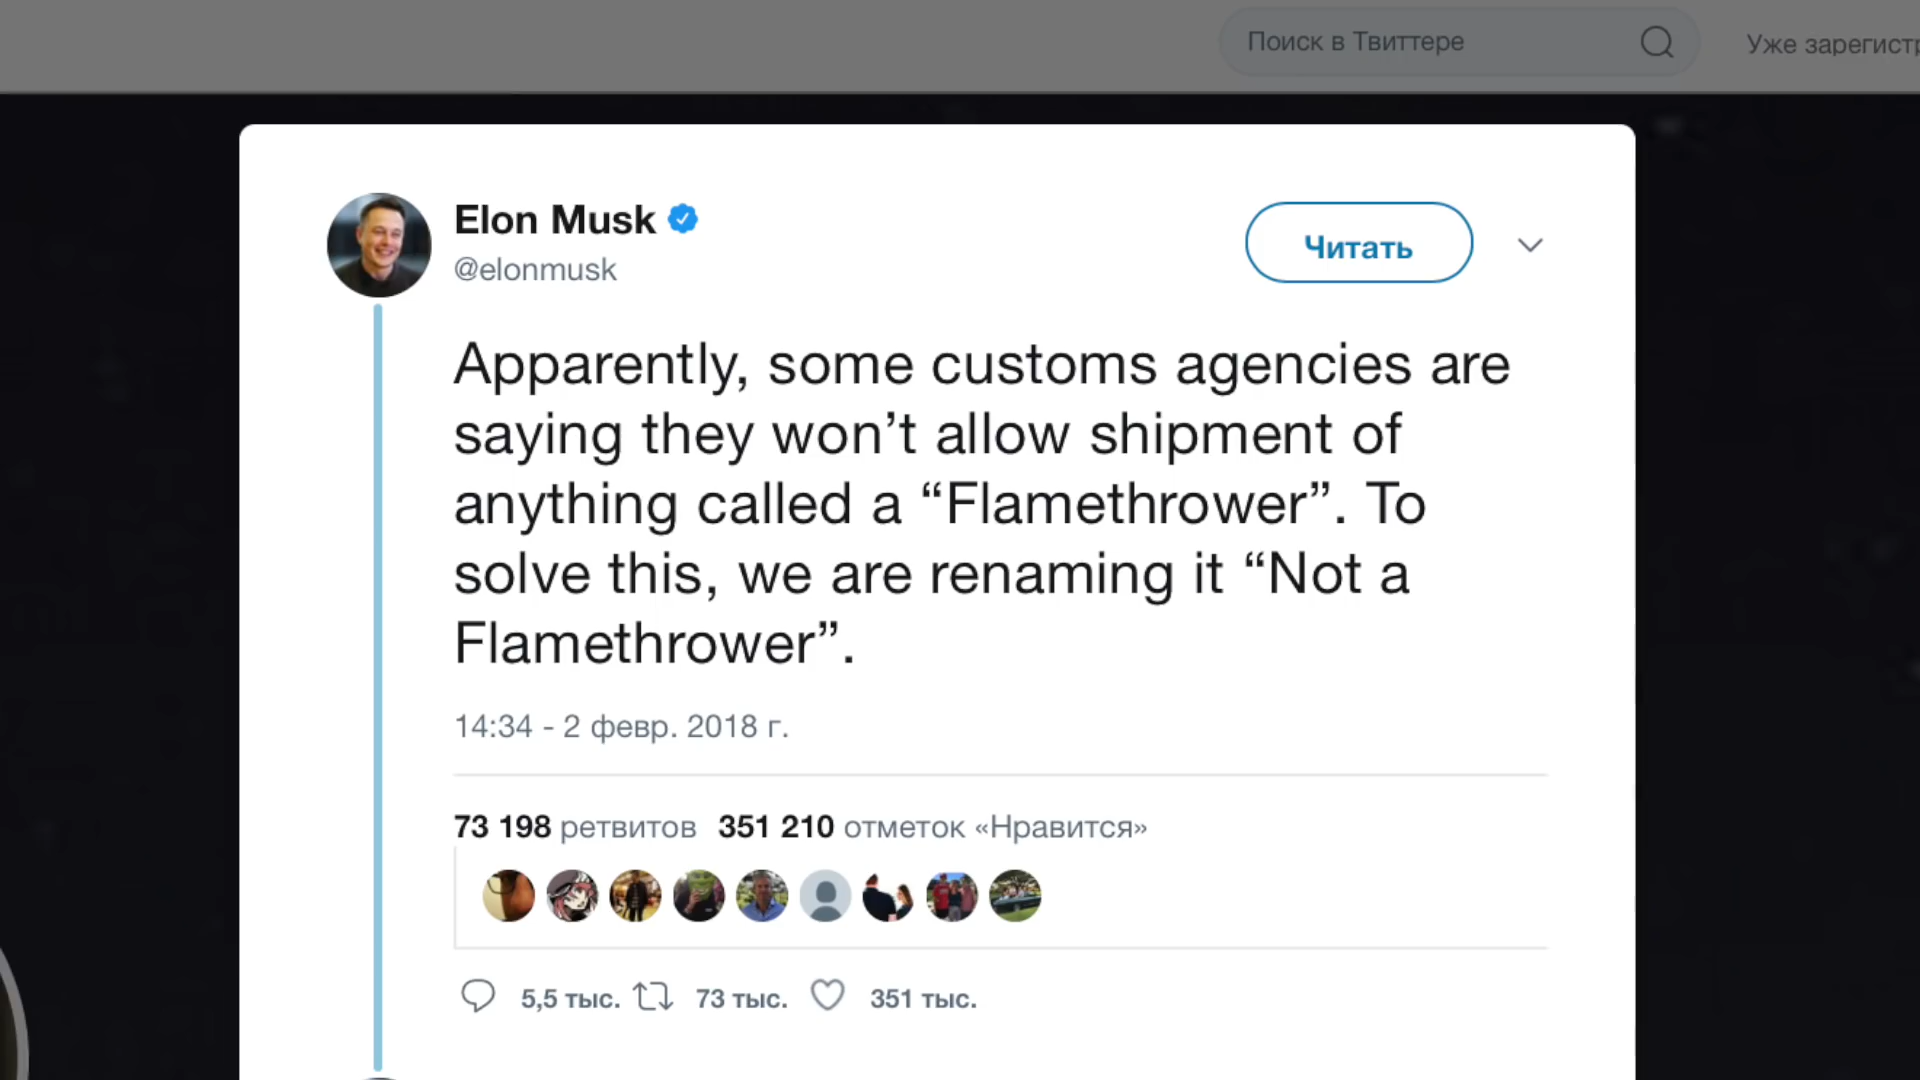 Поиск в Твиттере
Уже зарегистр
Elon Musk
@elonmusk
Читать
Apparently, some customs agencies are
saying they won’t allow shipment of
anything called a “Flamethrower”. To
solve this, we are renaming it “Not a
Flamethrower”.
14:34 - 2 февр. 2018 г.
73 198 ретвитов 351 210 отметок «Нравится»
5,5 тыс. 73 тыс. 351 тыс.